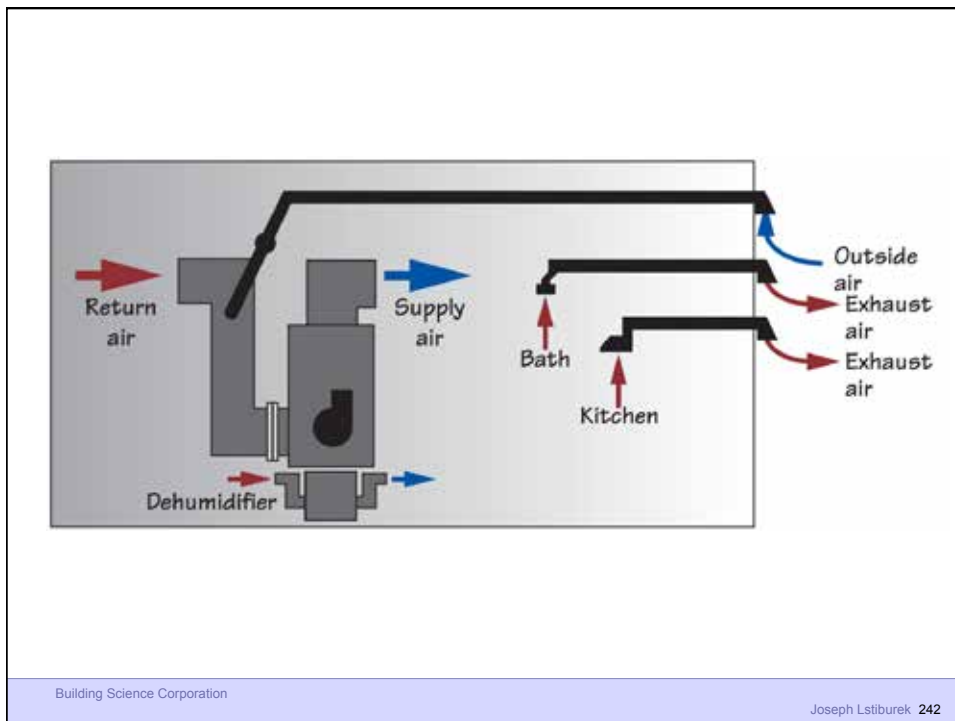 Return
air
Supply
air
Bath
Kitchen
Outside
air
Exhaust
air
Exhaust
air
Dehumidifier
Building Science Corporation
Joseph Lstiburek 242